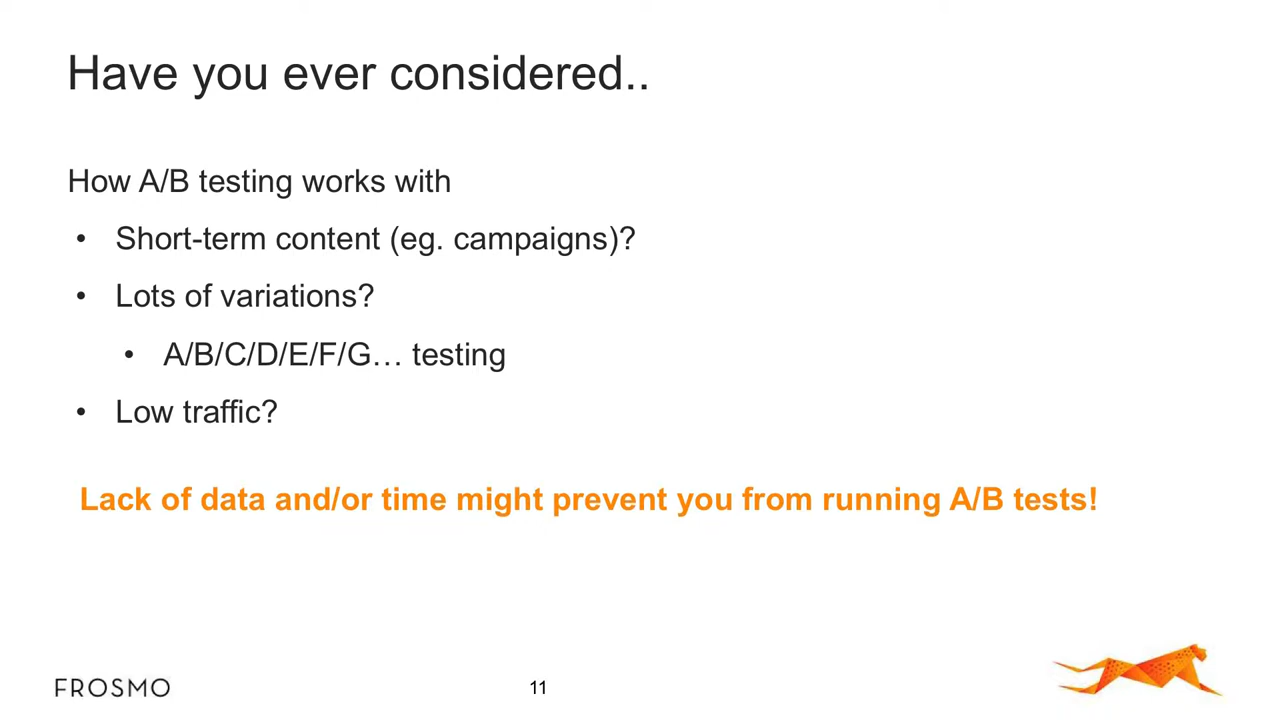 Have you ever considered..
How A/B testing works with
• Short-term content (eg. campaigns)?
• Lots of variations?
• A/B/C/D/E/F/G… testing
• Low traffic?
Lack of data and/or time might prevent you from running A/B tests!
FROSMO
11